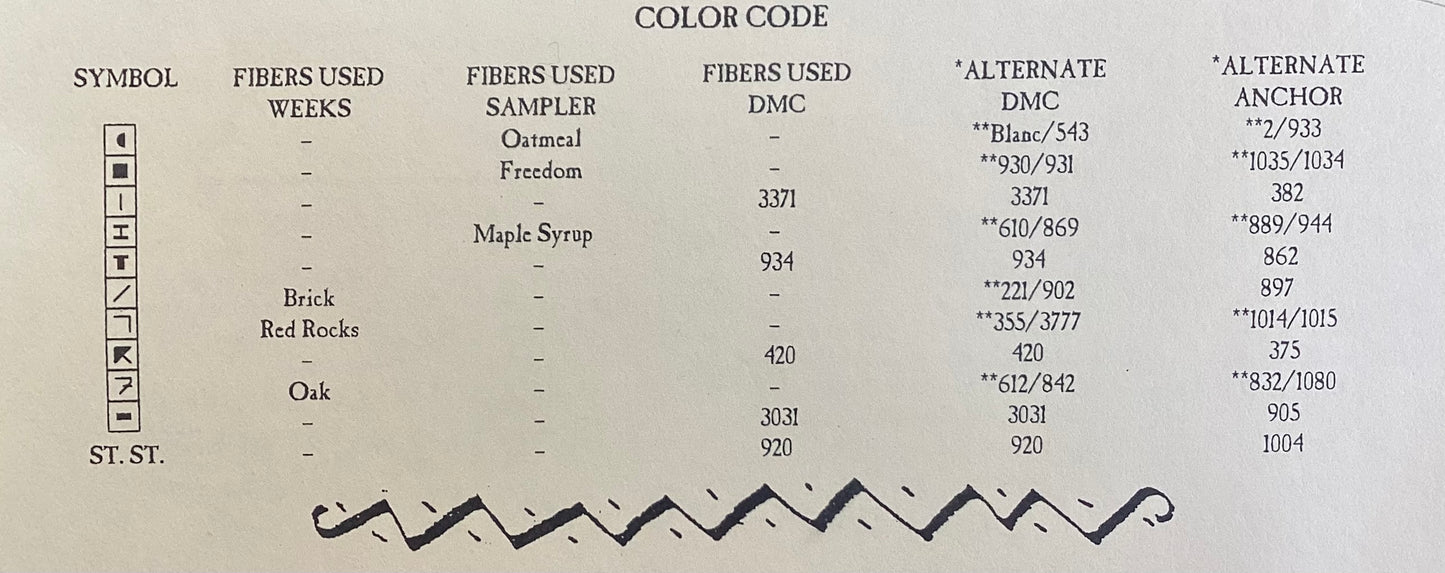 COLOR CODE
SYMBOL FIBERS USED WEEKS FIBERS USED SAMPLER FIBERS USED DMC *ALTERNATE DMC *ALTERNATE ANCHOR
– Oatmeal – **Blanc/543 **2/933
– Freedom – **930/931 **1035/1034
– – 3371 3371 382
– Maple Syrup – **610/869 **889/944
– – 934 934 862
Brick – – **221/902 897
Red Rocks – – **355/3777 **1014/1015
– – 420 420 375
Oak – – **612/842 **832/1080
– – 3031 3031 905
ST. ST. – – 920 920 1004